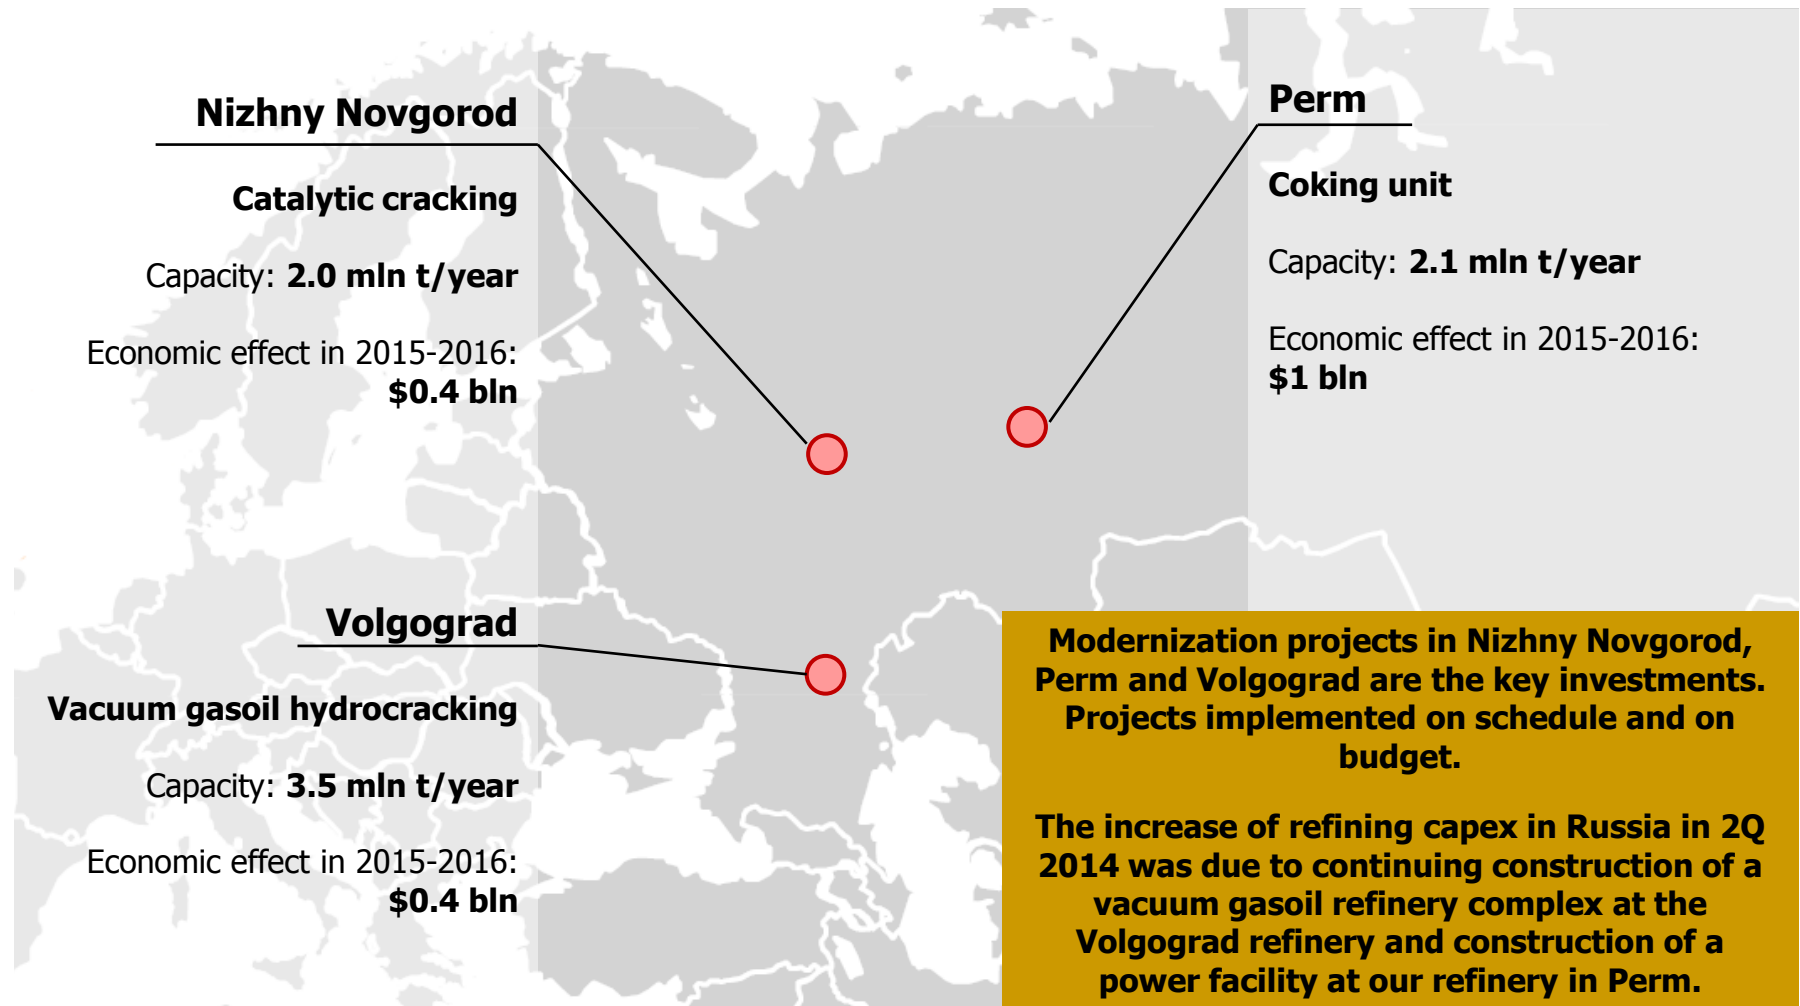 Nizhny Novgorod
Catalytic cracking
Capacity: 2.0 mln t/year
Economic effect in 2015-2016:
$0.4 bln
Perm
Coking unit
Capacity: 2.1 mln t/year
Economic effect in 2015-2016:
$1 bln
Volgograd
Vacuum gasoil hydrocracking
Capacity: 3.5 mln t/year
Economic effect in 2015-2016:
$0.4 bln
Modernization projects in Nizhny Novgorod,
Perm and Volgograd are the key investments.
Projects implemented on schedule and on
budget.
The increase of refining capex in Russia in 2Q
2014 was due to continuing construction of a
vacuum gasoil refinery complex at the
Volgograd refinery and construction of a
power facility at our refinery in Perm.